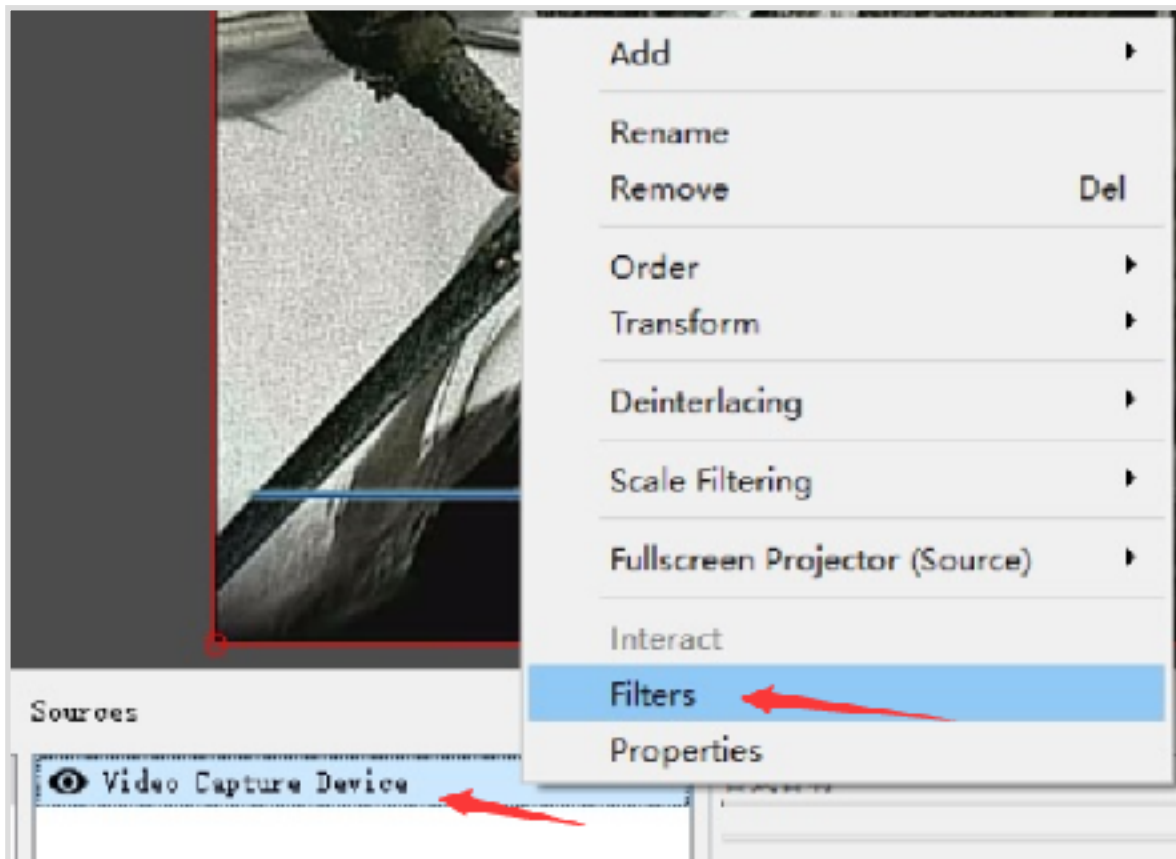 Add
Rename
Remove Del
Order
Transform
Deinterlacing
Scale Filtering
Fullscreen Projector (Source)
Interact
Filters
Properties
Sources
Video Capture Device